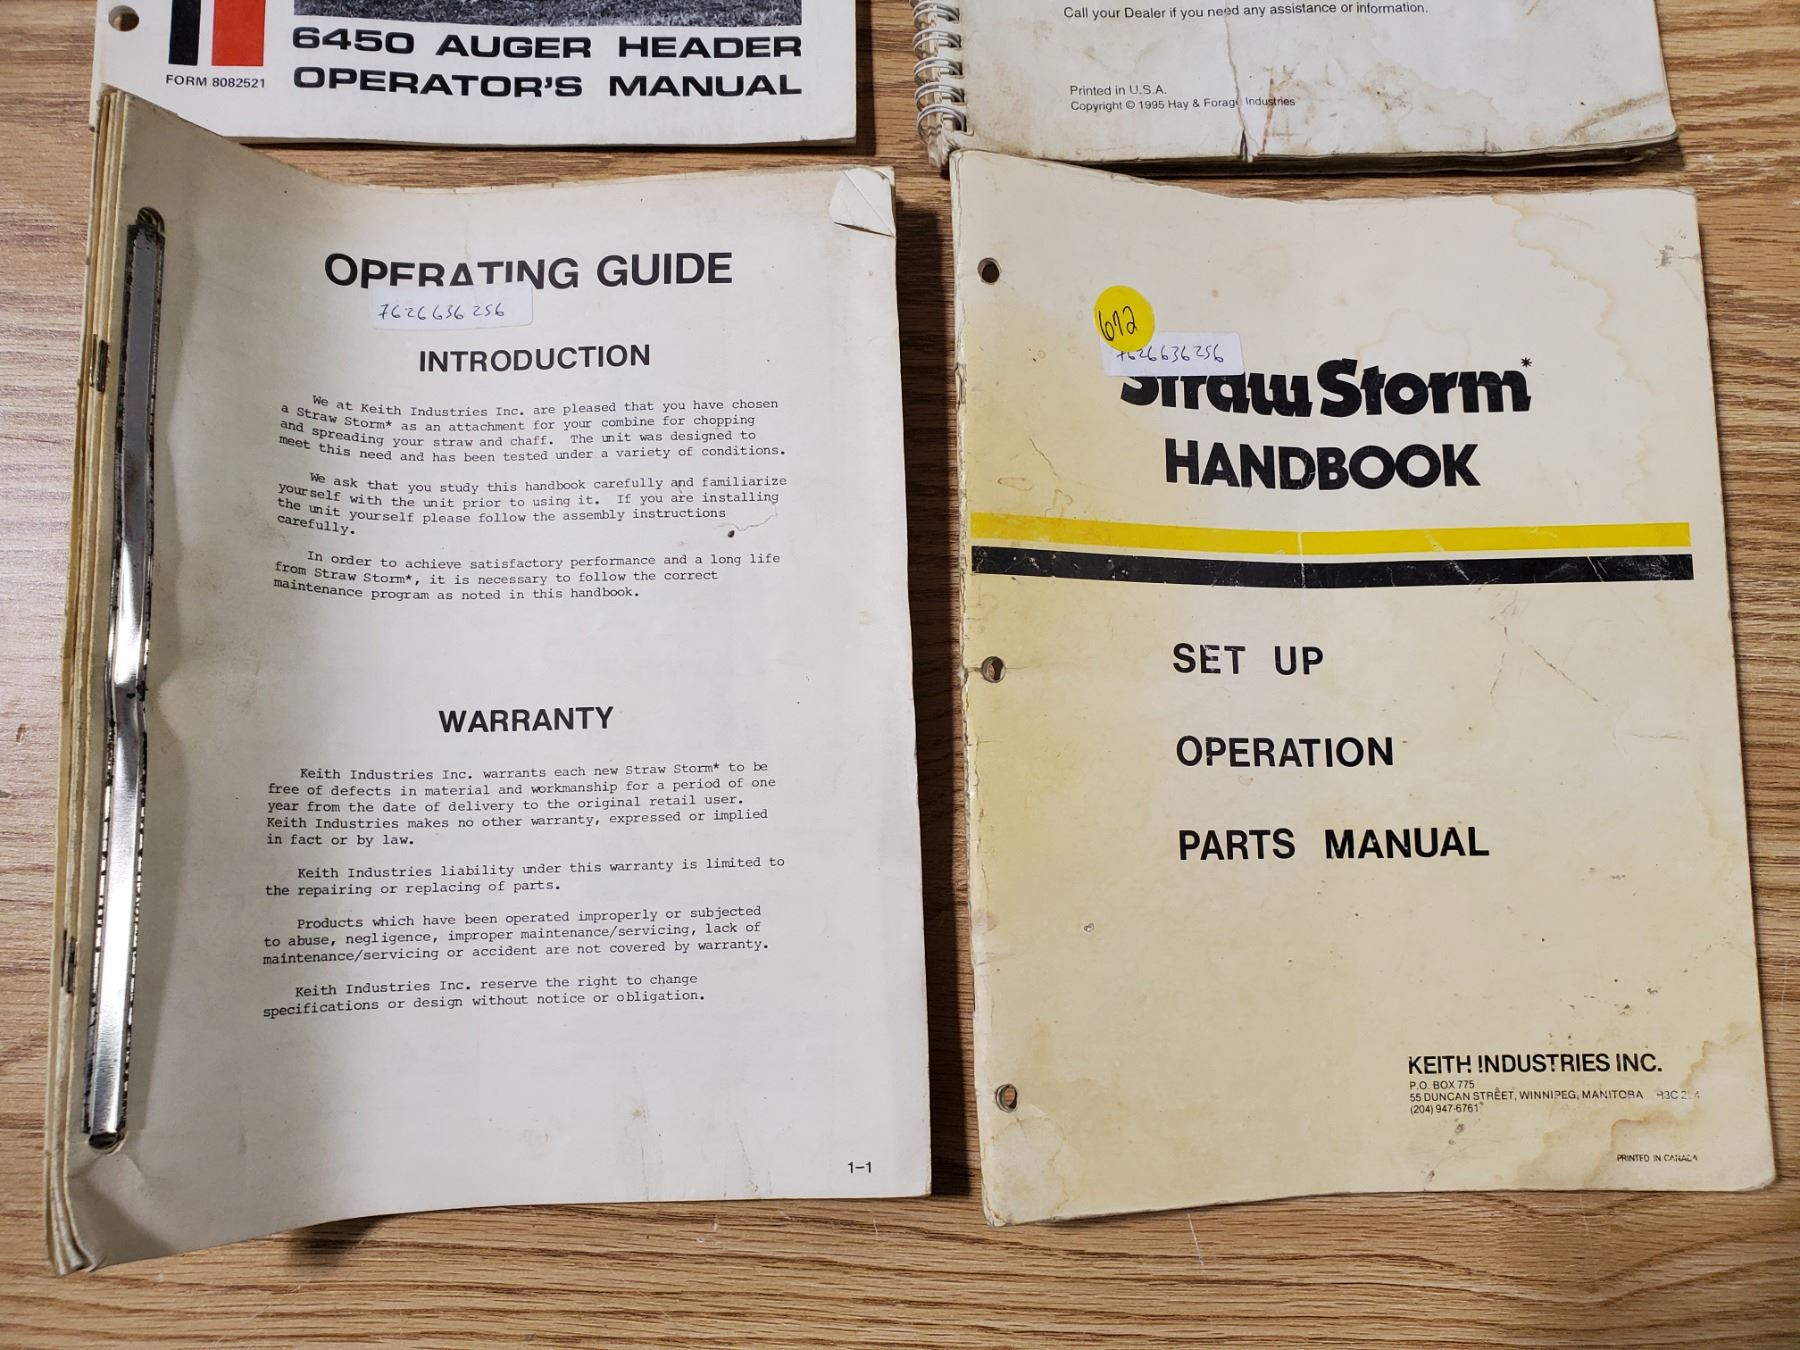 6450 AUGER HEADER
OPERATOR'S MANUAL
FORM 8082521
Call your Dealer if you need any assistance or information.
Printed in U.S.A.
Copyright © 1995 Hay & Forage Industries
OPERATING GUIDE
7626636256
INTRODUCTION
We at Keith Industries Inc. are pleased that you have chosen
a Straw Storm* as an attachment for your combine for chopping
and spreading your straw and chaff. The unit was designed to
meet this need and has been tested under a variety of conditions.
We ask that you study this handbook carefully and familiarize
yourself with the unit prior to using it. If you are installing
the unit yourself please follow the assembly instructions
carefully.
In order to achieve satisfactory performance and a long life
from Straw Storm*, it is necessary to follow the correct
maintenance program as noted in this handbook.
WARRANTY
Keith Industries Inc. warrants each new Straw Storm* to be
free of defects in material and workmanship for a period of one
year from the date of delivery to the original retail user.
Keith Industries makes no other warranty, expressed or implied
in fact or by law.
Keith Industries liability under this warranty is limited to
the repairing or replacing of parts.
Products which have been operated improperly or subjected
to abuse, negligence, improper maintenance/servicing, lack of
maintenance/servicing or accident are not covered by warranty.
Keith Industries Inc. reserve the right to change
specifications or design without notice or obligation.
1-1
672
7626636256
Straw Storm*
HANDBOOK
SET UP
OPERATION
PARTS MANUAL
KEITH INDUSTRIES INC.
P.O. BOX 775
55 DUNCAN STREET, WINNIPEG, MANITOBA R3C
(204) 947-6761
PRINTED IN CANADA